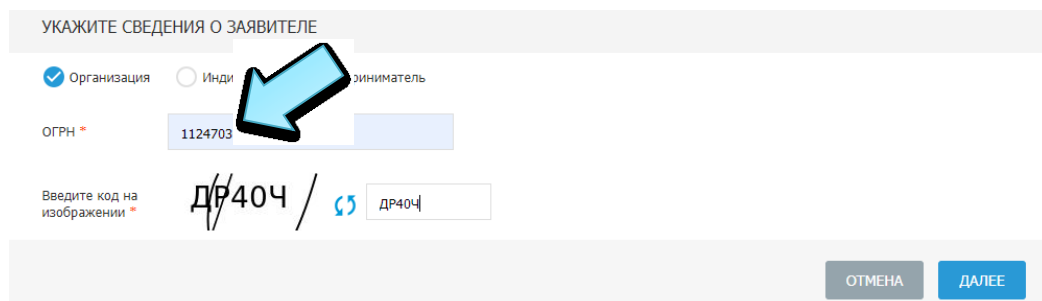 УКАЖИТЕ СВЕДЕНИЯ О ЗАЯВИТЕЛЕ
Организация
ОГРН * 1124703
Введите код на
изображении *
ДР40Ч
ДР40Ч
ОТМЕНА ДАЛЕЕ